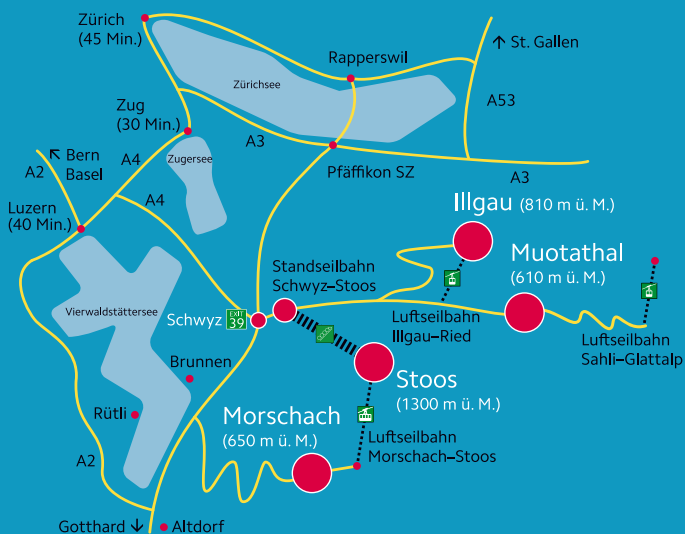 Zürich
(45 Min.)
↑ St. Gallen
Rapperswil
Zürichsee
A53
Zug
(30 Min.)
A3
Zugersee
↖ Bern
Basel
A2
A4
Pfäffikon SZ
A3
A4
Luzern
(40 Min.)
Illgau (810 m ü. M.)
Muotathal
(610 m ü. M.)
Standseilbahn
Schwyz–Stoos
Vierwaldstättersee
Schwyz
EXIT
39
Luftseilbahn
Illgau–Ried
Luftseilbahn
Sahli–Glattalp
Brunnen
Stoos
(1300 m ü. M.)
Rütli
Morschach
(650 m ü. M.)
Luftseilbahn
Morschach–Stoos
A2
Gotthard ↓
Altdorf